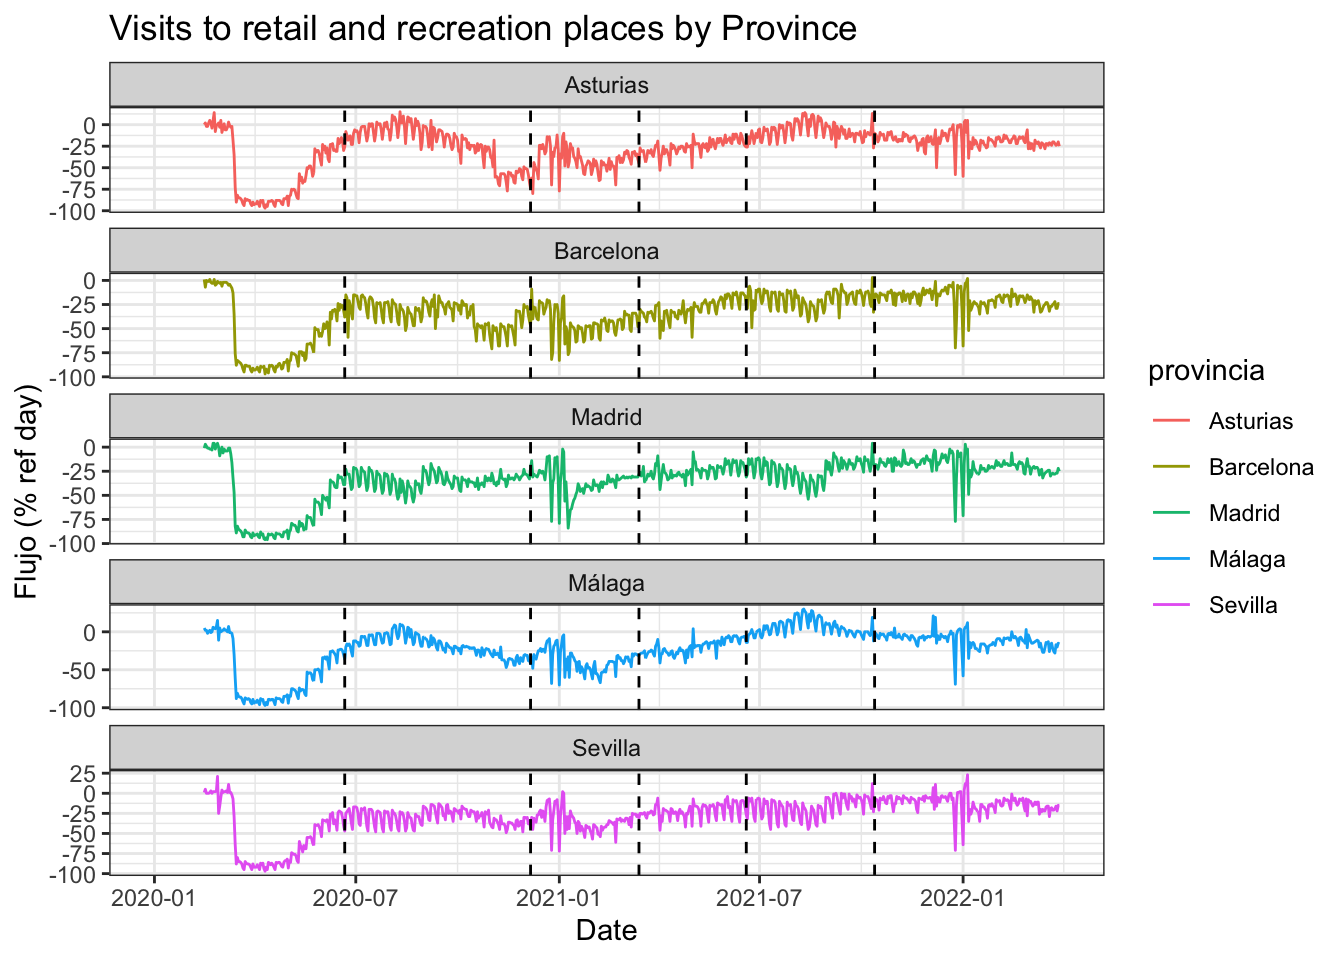 Visits to retail and recreation places by Province
Asturias
0
-25
-50
-75
-100
Barcelona
0
-25
-50
-75
-100
Madrid
0
-25
-50
-75
-100
Málaga
0
-50
-100
Sevilla
25
0
-25
-50
-75
-100
2020-01 2020-07 2021-01 2021-07 2022-01
Date
Flujo (% ref day)
provincia
Asturias
Barcelona
Madrid
Málaga
Sevilla